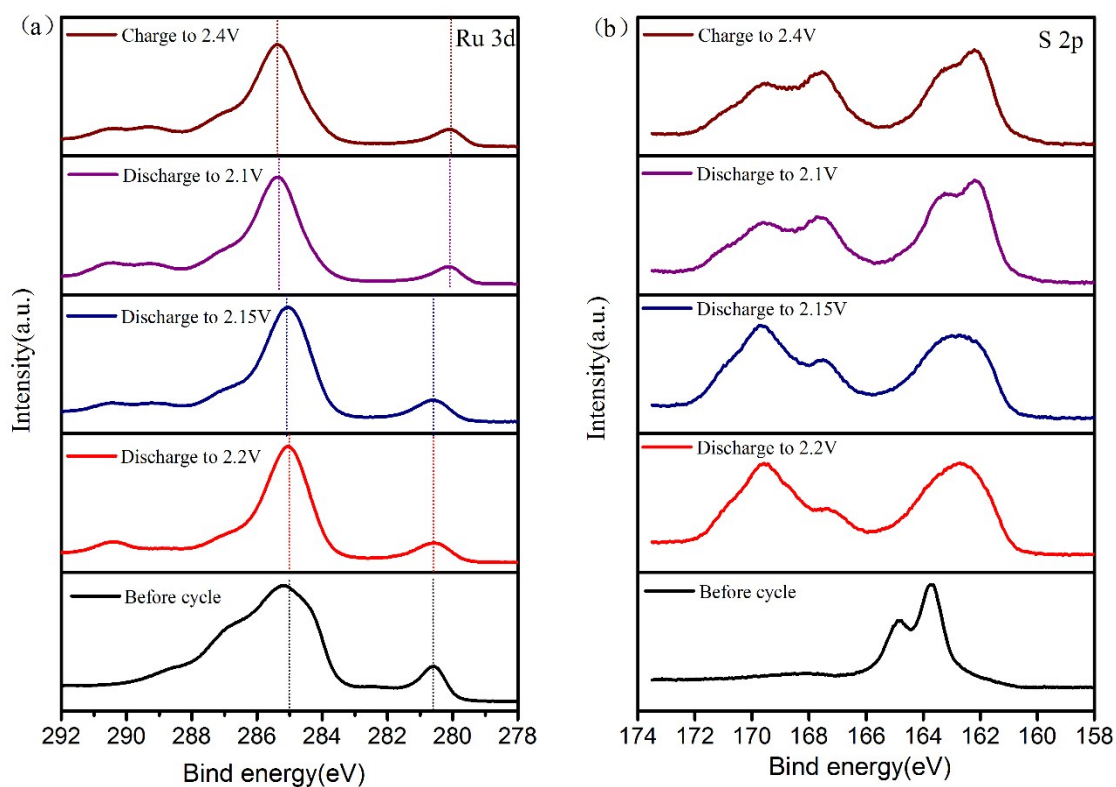 (a)
Ru 3d
Charge to 2.4V
Discharge to 2.1V
Discharge to 2.15V
Discharge to 2.2V
Before cycle
Intensity(a.u.)
292 290 288 286 284 282 280 278
Bind energy(eV)
(b)
S 2p
Charge to 2.4V
Discharge to 2.1V
Discharge to 2.15V
Discharge to 2.2V
Before cycle
Intensity(a.u.)
174 172 170 168 166 164 162 160 158
Bind energy(eV)